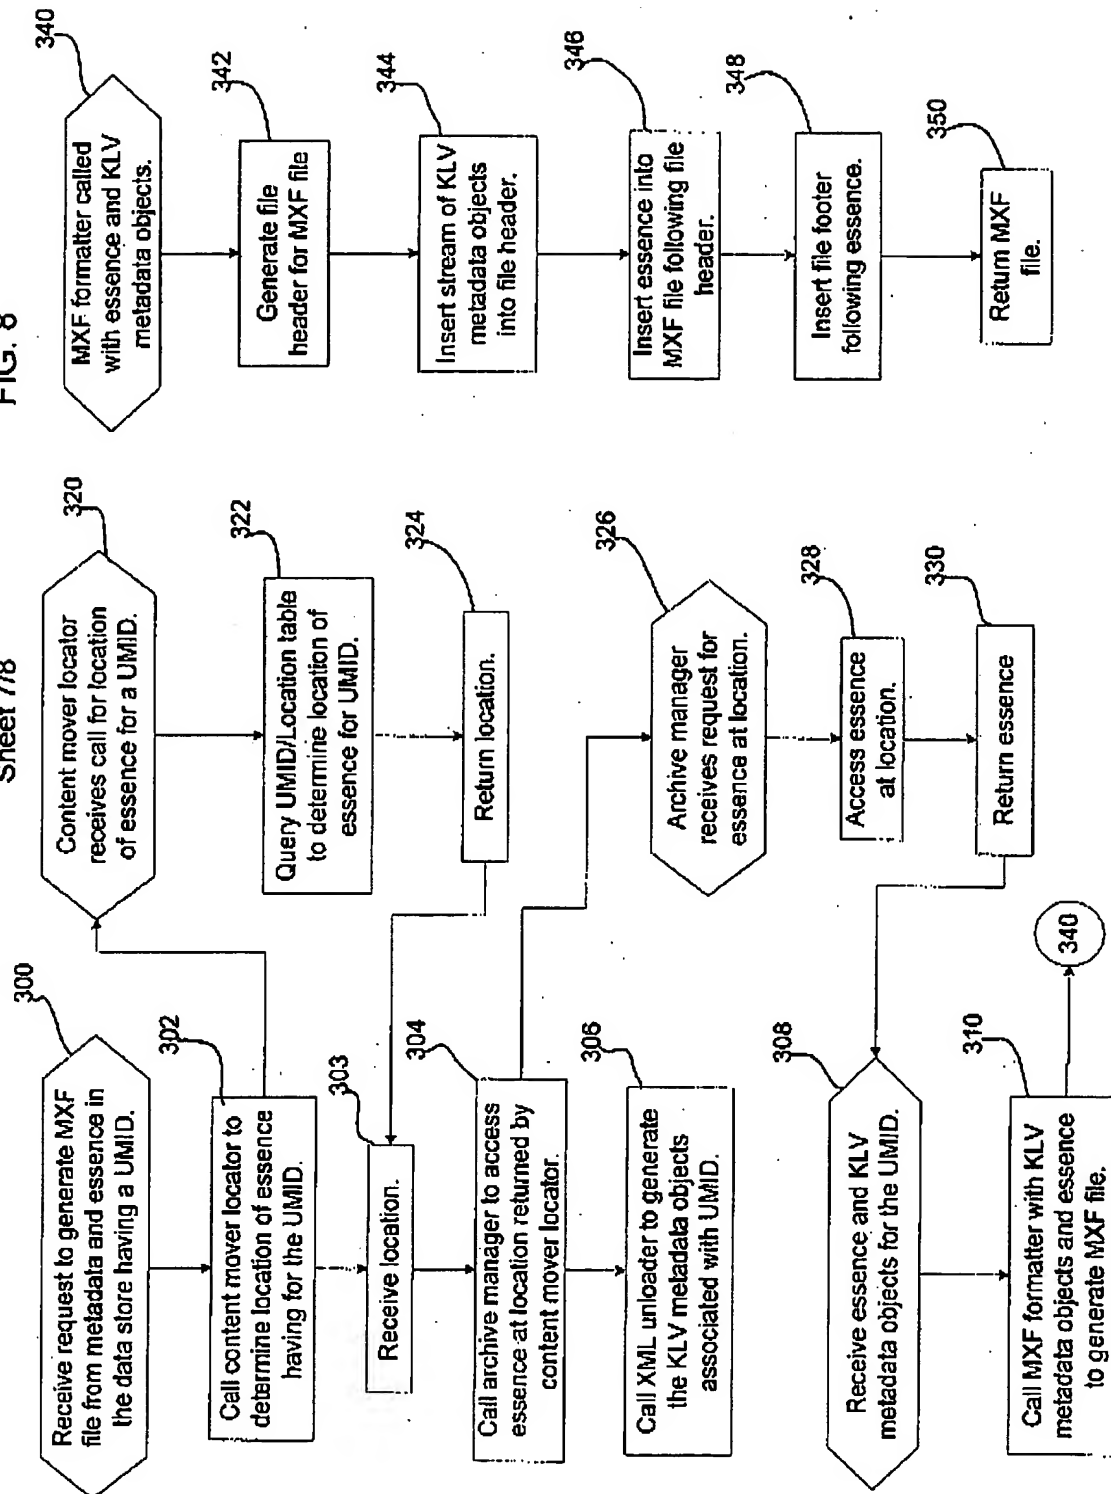 Sheet 7/8
FIG. 8
300
Receive request to generate MXF
file from metadata and essence in
the data store having a UMID.
302
Call content mover locator to
determine location of essence
having for the UMID.
303
Receive location.
304
Call archive manager to access
essence at location returned by
content mover locator.
306
Call XML unloader to generate
the KLV metadata objects
associated with UMID.
308
Receive essence and KLV
metadata objects for the UMID.
310
Call MXF formatter with KLV
metadata objects and essence
to generate MXF file.
340
320
Content mover locator
receives call for location
of essence for a UMID.
322
Query UMID/Location table
to determine location of
essence for UMID.
324
Return location.
326
Archive manager
receives request for
essence at location.
328
Access essence
at location.
330
Return essence
340
MXF formatter called
with essence and KLV
metadata objects.
342
Generate file
header for MXF file
344
Insert stream of KLV
metadata objects
into file header.
346
Insert essence into
MXF file following file
header.
348
Insert file footer
following essence.
350
Return MXF
file.